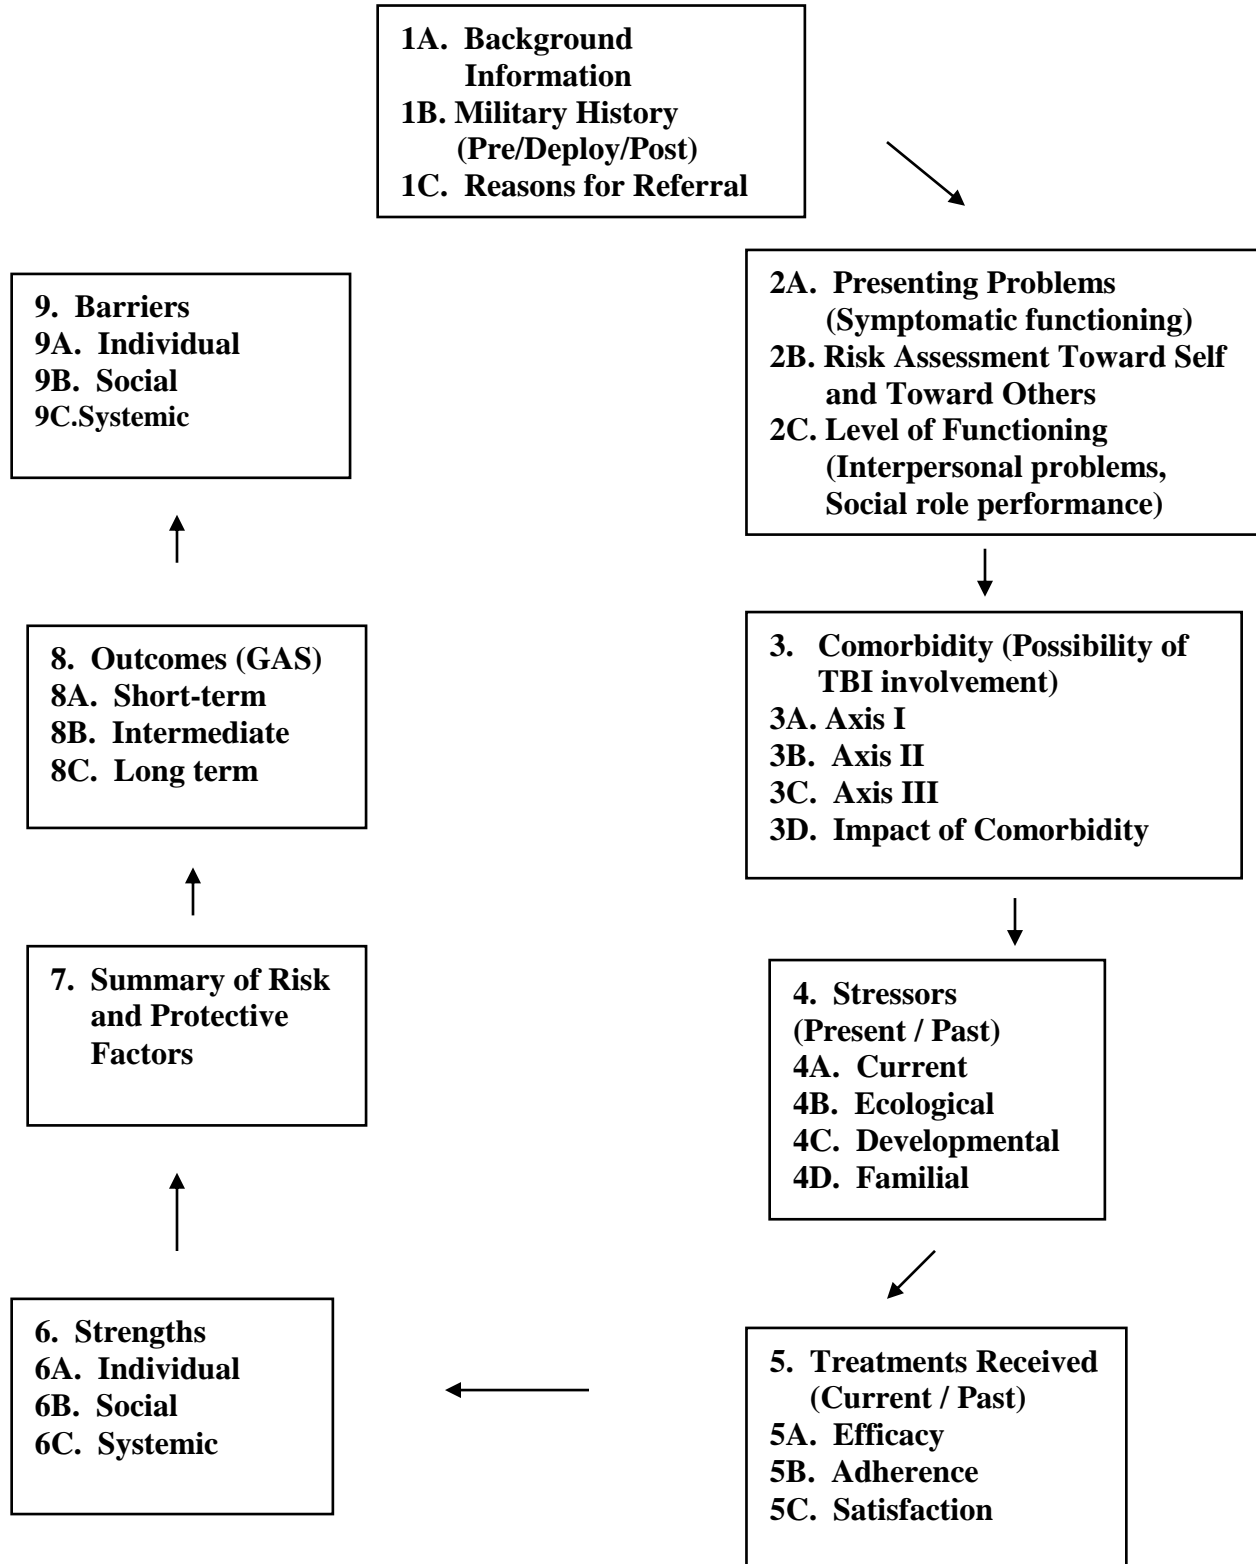 1A. Background
Information
1B. Military History
(Pre/Deploy/Post)
1C. Reasons for Referral
2A. Presenting Problems
(Symptomatic functioning)
2B. Risk Assessment Toward Self
and Toward Others
2C. Level of Functioning
(Interpersonal problems,
Social role performance)
3. Comorbidity (Possibility of
TBI involvement)
3A. Axis I
3B. Axis II
3C. Axis III
3D. Impact of Comorbidity
4. Stressors
(Present / Past)
4A. Current
4B. Ecological
4C. Developmental
4D. Familial
5. Treatments Received
(Current / Past)
5A. Efficacy
5B. Adherence
5C. Satisfaction
6. Strengths
6A. Individual
6B. Social
6C. Systemic
7. Summary of Risk
and Protective
Factors
8. Outcomes (GAS)
8A. Short-term
8B. Intermediate
8C. Long term
9. Barriers
9A. Individual
9B. Social
9C.Systemic